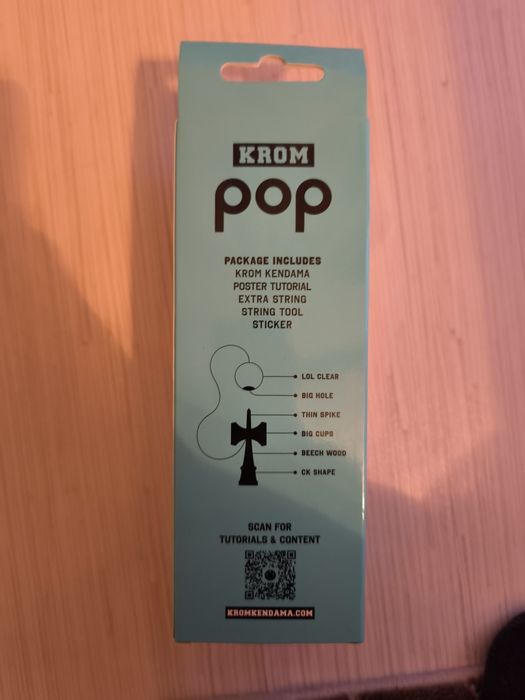 KROM
pop
PACKAGE INCLUDES
KROM KENDAMA
POSTER TUTORIAL
EXTRA STRING
STRING TOOL
STICKER
LOL CLEAR
BIG HOLE
THIN SPIKE
BIG CUPS
BEECH WOOD
CK SHAPE
SCAN FOR
TUTORIALS & CONTENT
KROMKENDAMA.COM